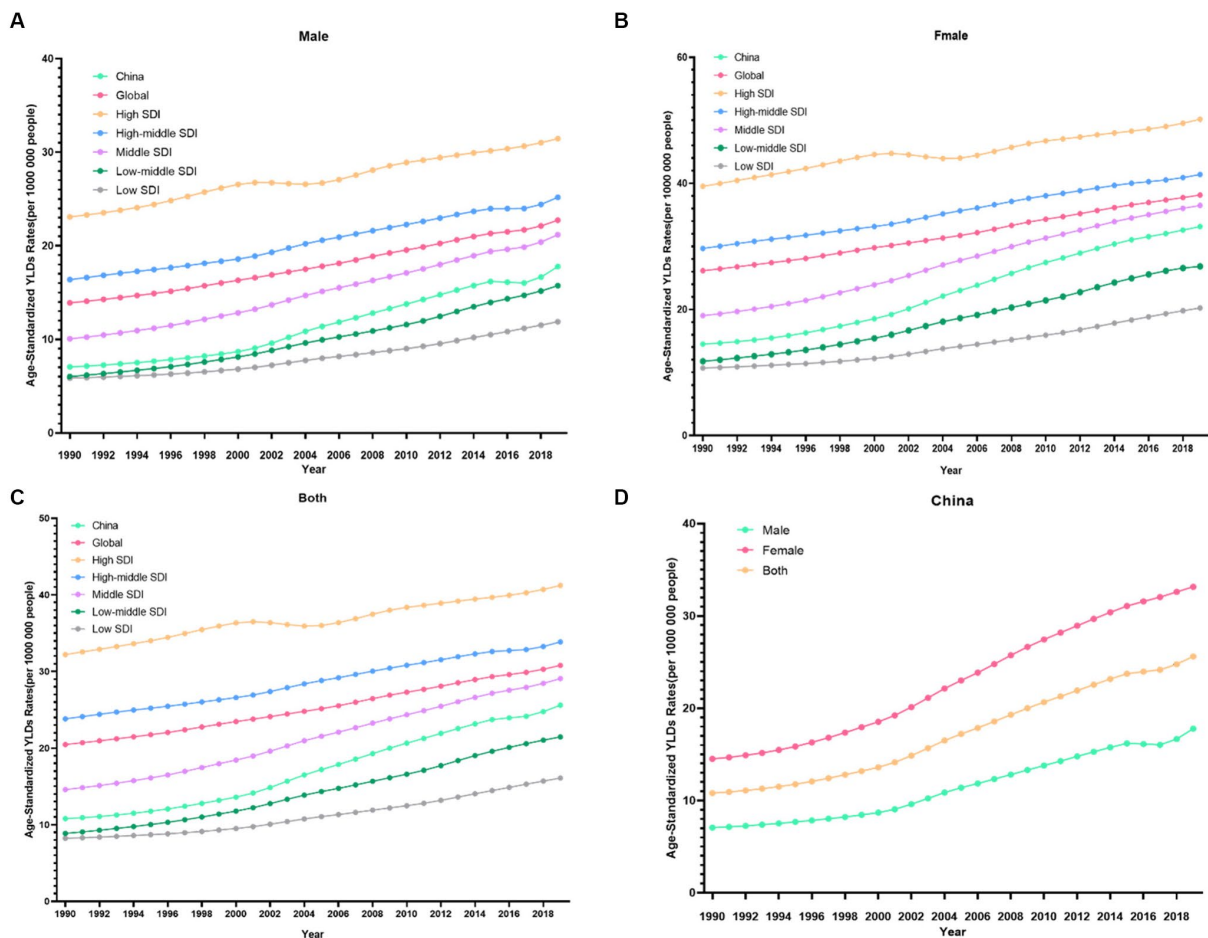 A
Male
Age-Standardized YLDs Rates(per 1000 000 people)
40
30
20
10
0
China
Global
High SDI
High-middle SDI
Middle SDI
Low-middle SDI
Low SDI
1990 1992 1994 1996 1998 2000 2002 2004 2006 2008 2010 2012 2014 2016 2018
Year
B
Fmale
Age-Standardized YLDs Rates(per 1000 000 people)
60
40
20
0
China
Global
High SDI
High-middle SDI
Middle SDI
Low-middle SDI
Low SDI
1990 1992 1994 1996 1998 2000 2002 2004 2006 2008 2010 2012 2014 2016 2018
Year
C
Both
Age-Standardized YLDs Rates(per 1000 000 people)
50
40
30
20
10
0
China
Global
High SDI
High-middle SDI
Middle SDI
Low-middle SDI
Low SDI
1990 1992 1994 1996 1998 2000 2002 2004 2006 2008 2010 2012 2014 2016 2018
Year
D
China
Age-Standardized YLDs Rates(per 1000 000 people)
40
30
20
10
0
Male
Female
Both
1990 1992 1994 1996 1998 2000 2002 2004 2006 2008 2010 2012 2014 2016 2018
Year